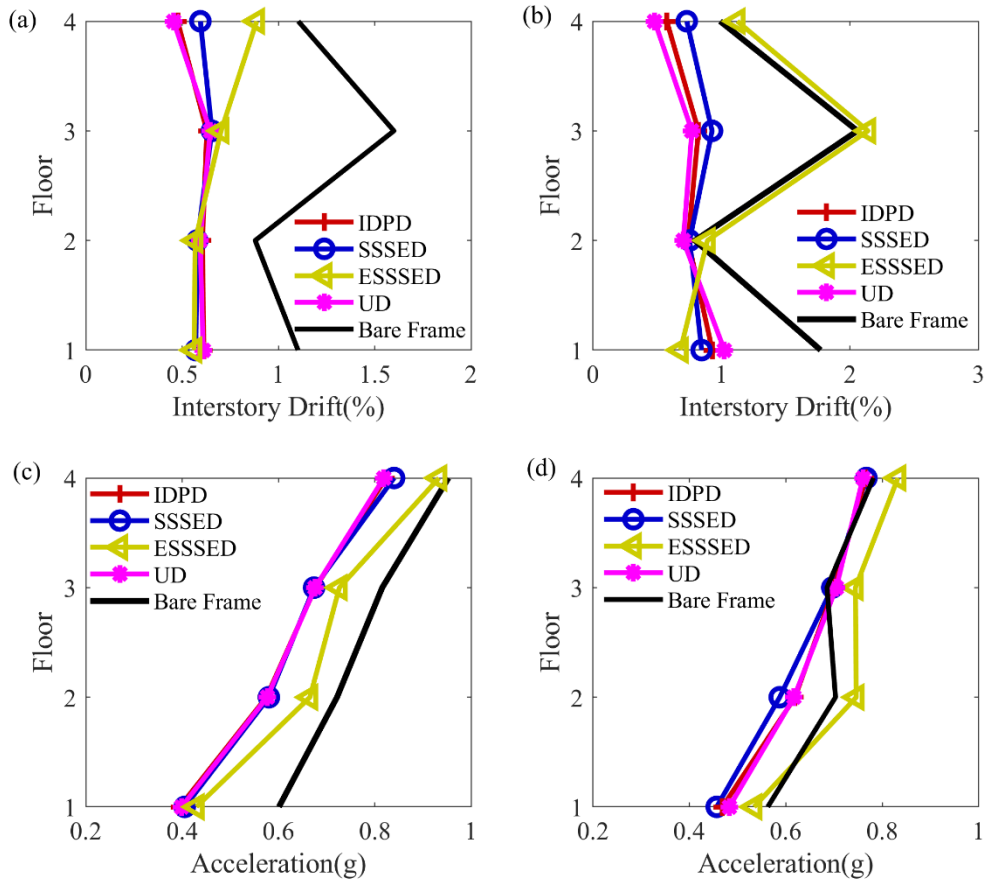 (a)
4
3
2
1
Floor
IDPD
SSSED
ESSSED
UD
Bare Frame
0 0.5 1 1.5 2
Interstory Drift(%)
(b)
4
3
2
1
Floor
IDPD
SSSED
ESSSED
UD
Bare Frame
0 1 2 3
Interstory Drift(%)
(c)
4
3
2
1
Floor
IDPD
SSSED
ESSSED
UD
Bare Frame
0.2 0.4 0.6 0.8 1
Acceleration(g)
(d)
4
3
2
1
Floor
IDPD
SSSED
ESSSED
UD
Bare Frame
0.2 0.4 0.6 0.8 1
Acceleration(g)